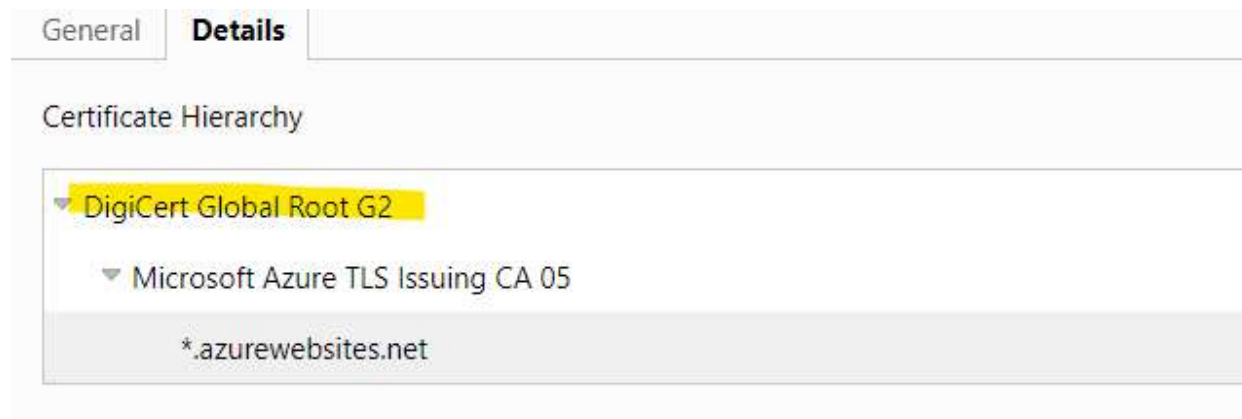 General Details
Certificate Hierarchy
DigiCert Global Root G2
Microsoft Azure TLS Issuing CA 05
*.azurewebsites.net